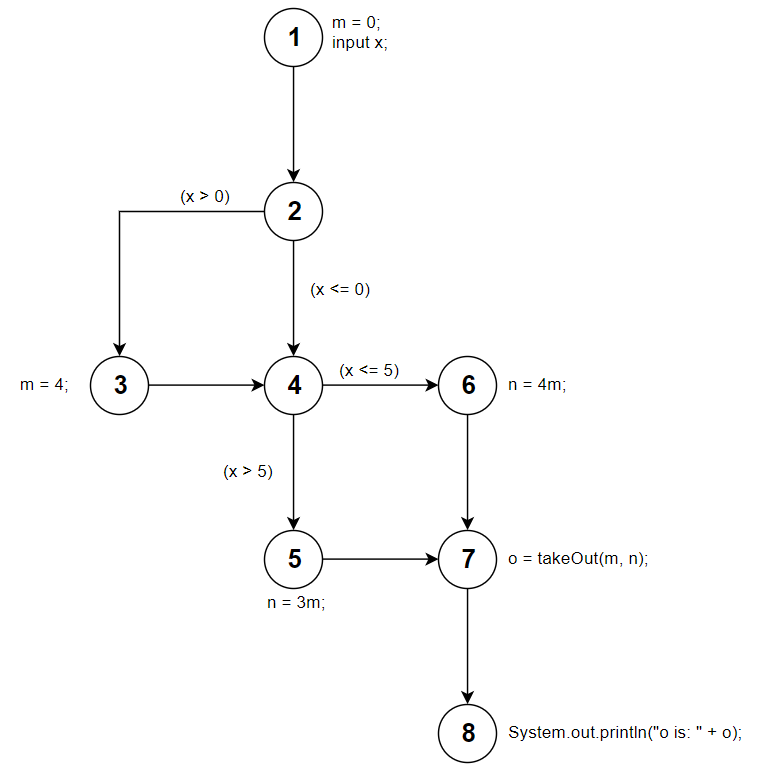 1
m = 0;
input x;
(x > 0)
2
(x <= 0)
m = 4;
3
4
(x <= 5)
6
n = 4m;
(x > 5)
5
n = 3m;
7
o = takeOut(m, n);
8
System.out.println("o is: " + o);